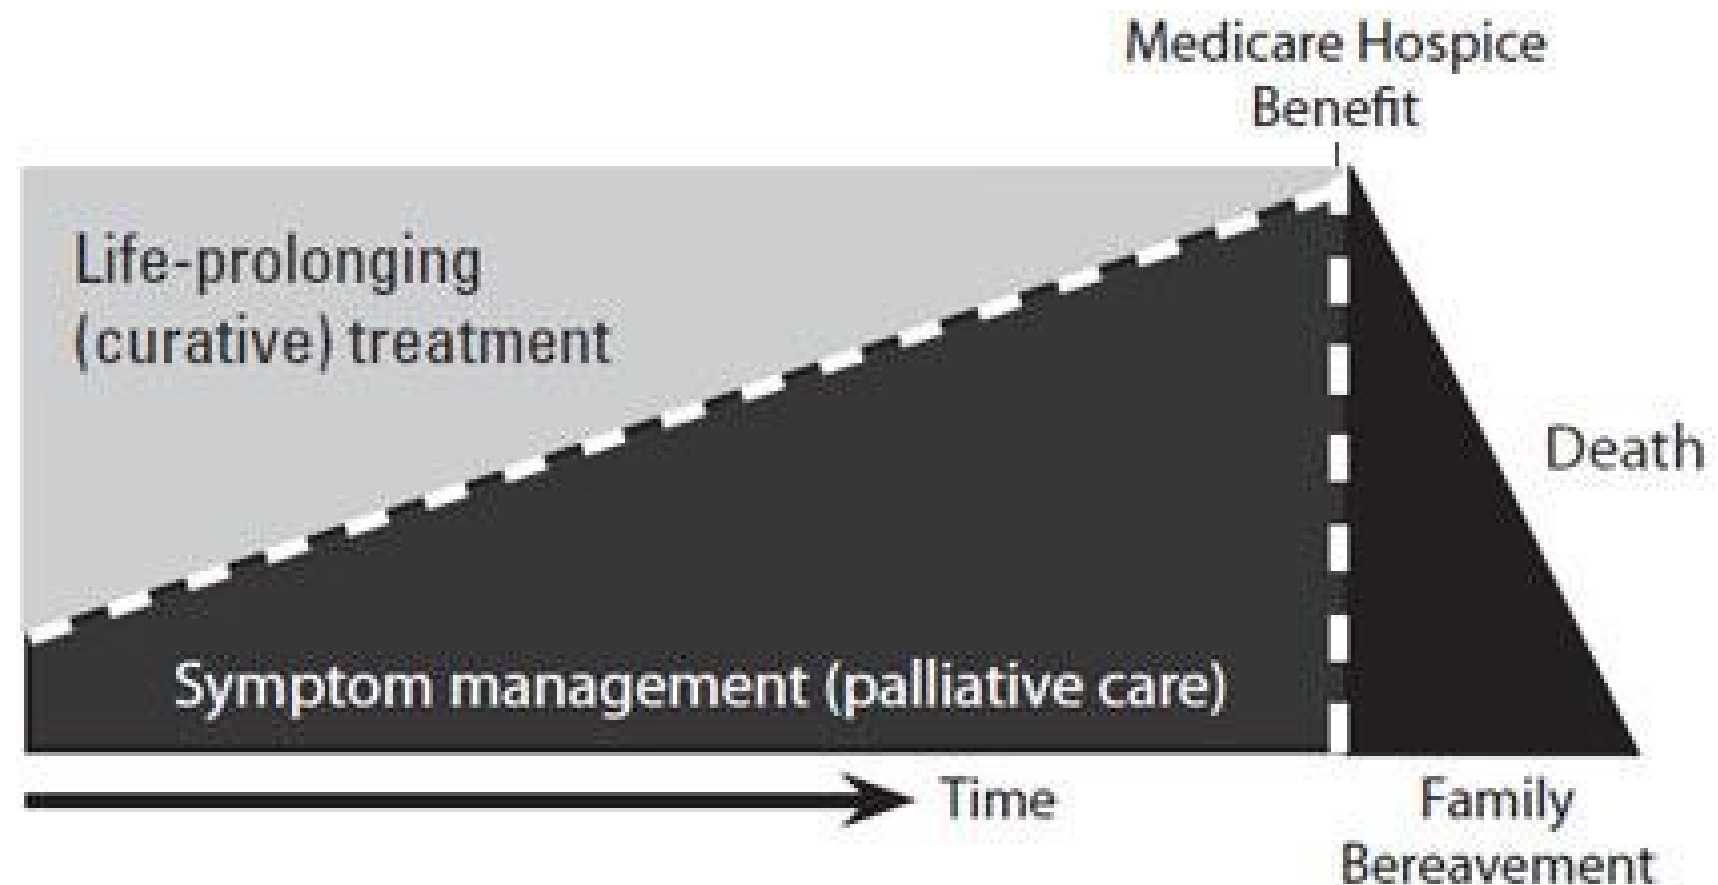 Medicare Hospice
Benefit
Life-prolonging
(curative) treatment
Death
Symptom management (palliative care)
Time
Family
Bereavement